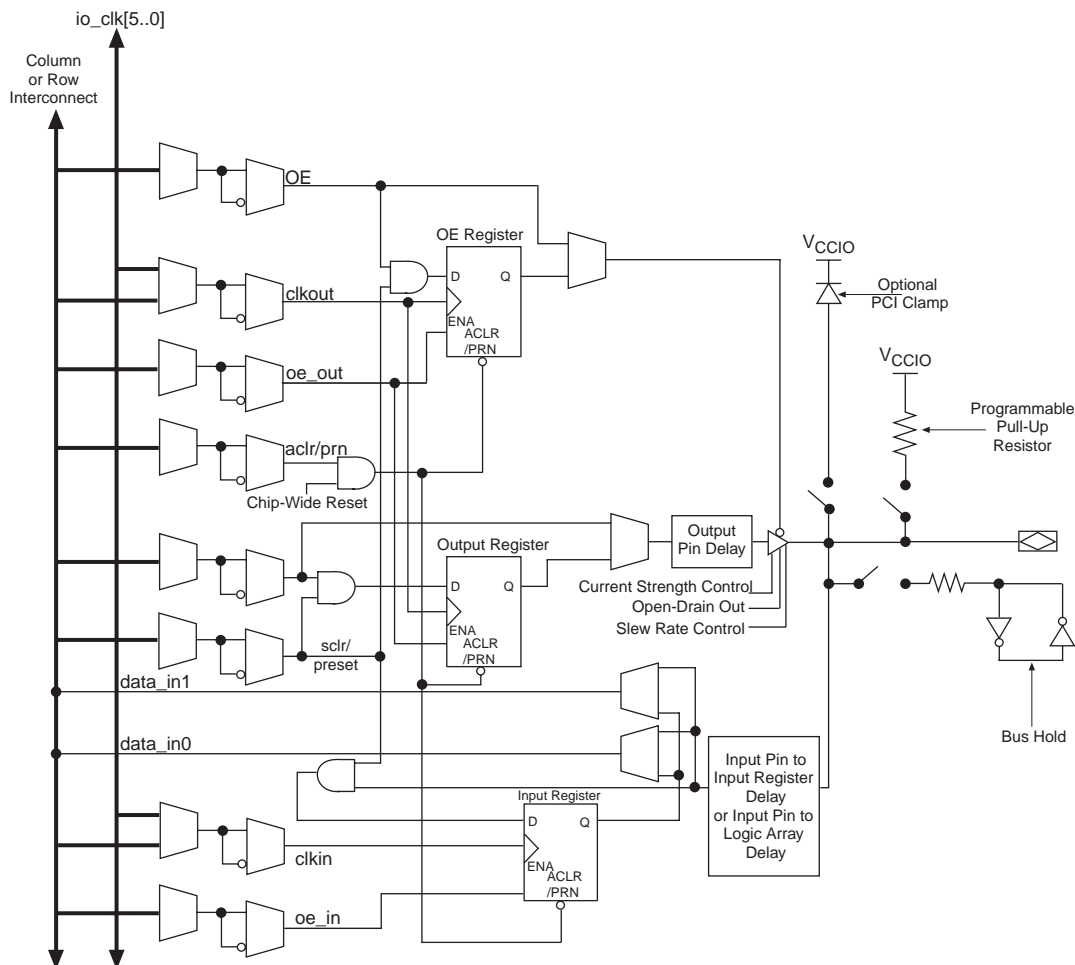 io_clk[5..0]
Column
or Row
Interconnect
OE
OE Register
D
Q
ENA
ACLR
/PRN
clkout
oe_out
aclr/prn
Chip-Wide Reset
VCCIO
Optional
PCI Clamp
VCCIO
Programmable
Pull-Up
Resistor
Output Register
D
Q
ENA
ACLR
/PRN
Output
Pin Delay
Current Strength Control
Open-Drain Out
Slew Rate Control
sclr/
preset
data_in1
data_in0
Bus Hold
Input Pin to
Input Register
Delay
or Input Pin to
Logic Array
Delay
Input Register
D
Q
ENA
ACLR
/PRN
clkin
oe_in